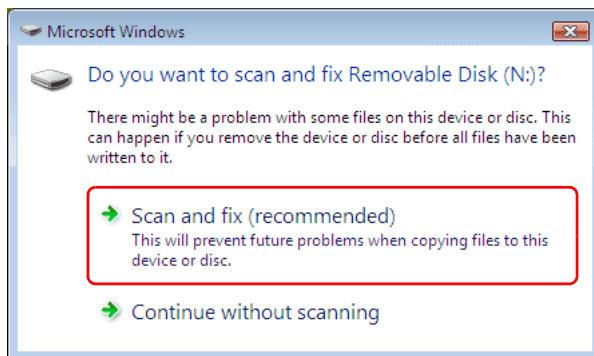 Microsoft Windows
Do you want to scan and fix Removable Disk (N:)?
There might be a problem with some files on this device or disc. This
can happen if you remove the device or disc before all files have been
written to it.
Scan and fix (recommended)
This will prevent future problems when copying files to this
device or disc.
Continue without scanning